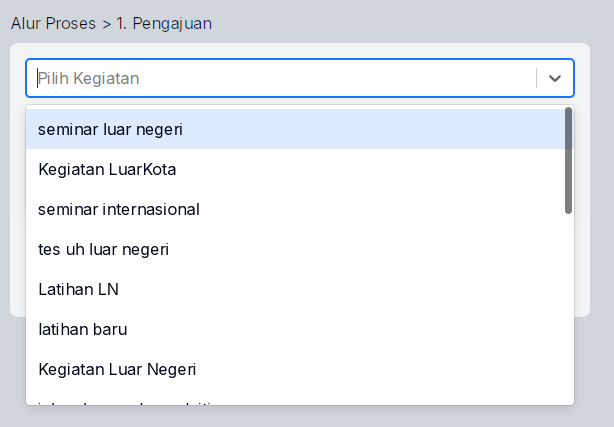 Alur Proses > 1. Pengajuan
Pilih Kegiatan
seminar luar negeri
Kegiatan LuarKota
seminar internasional
tes uh luar negeri
Latihan LN
latihan baru
Kegiatan Luar Negeri